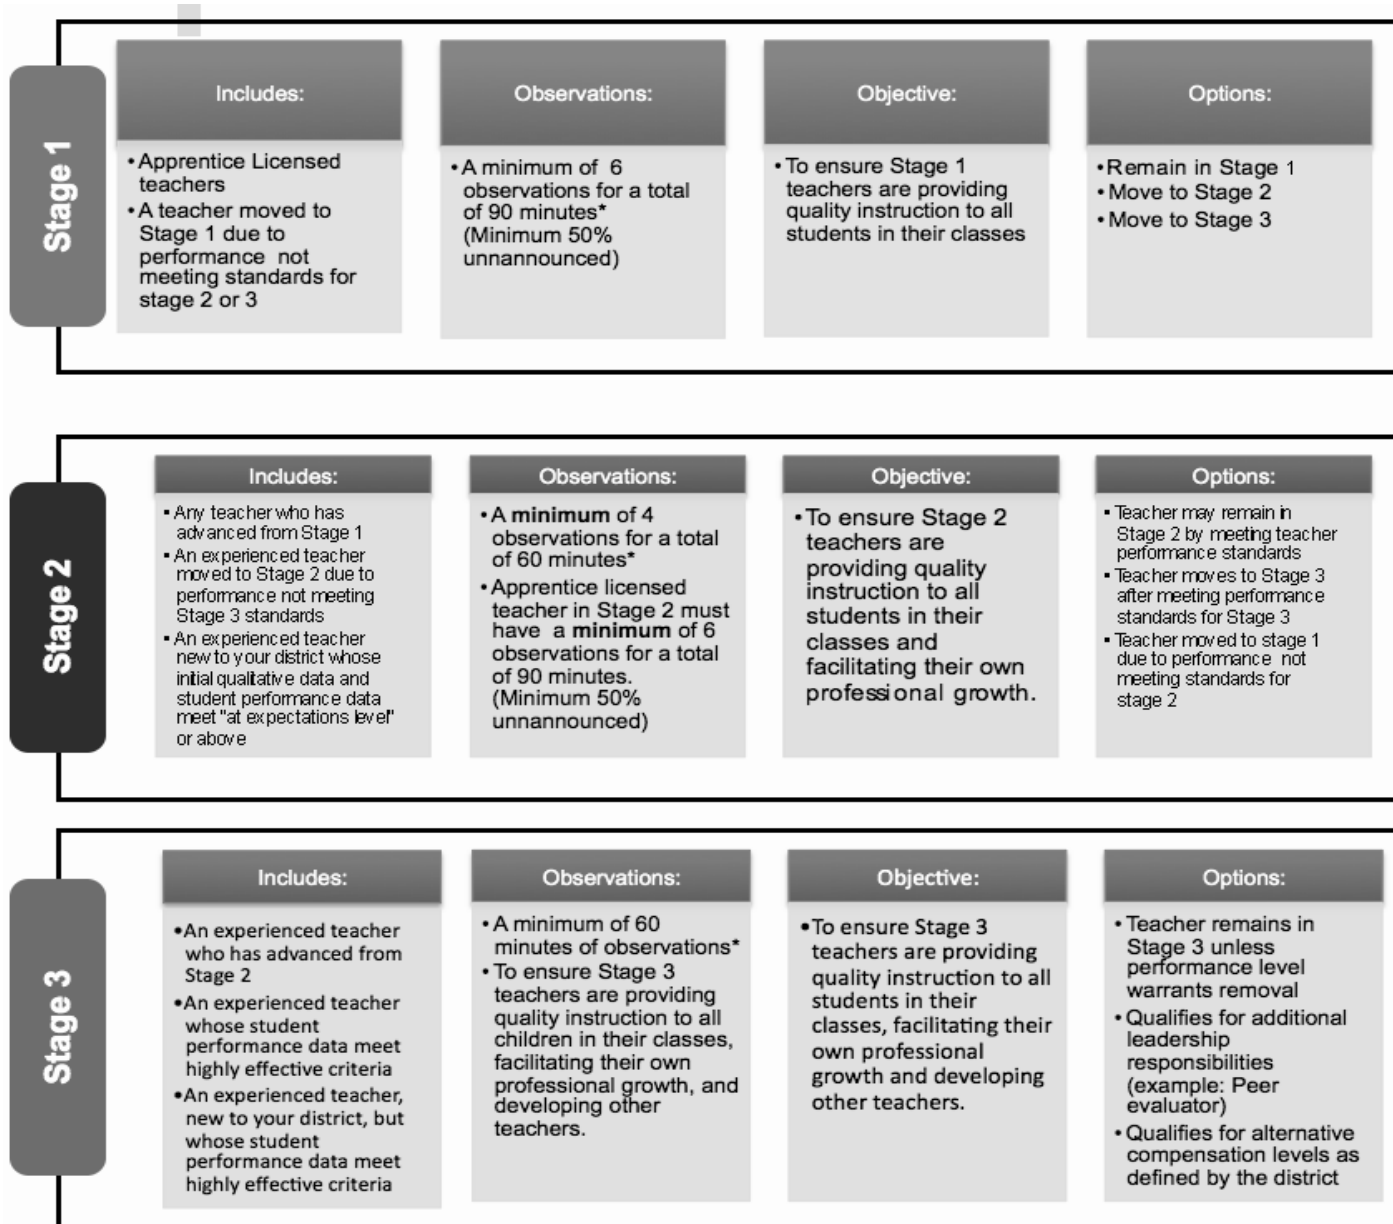 Stage 1
Includes:
• Apprentice Licensed
teachers
• A teacher moved to
Stage 1 due to
performance  not
meeting standards for
stage 2 or 3
Observations:
• A minimum of  6
observations for a total
of 90 minutes*
(Minimum 50%
unnannounced)
Objective:
• To ensure Stage 1
teachers are providing
quality instruction to all
students in their classes
Options:
• Remain in Stage 1
• Move to Stage 2
• Move to Stage 3
Stage 2
Includes:
▪ Any teacher who has
advanced from Stage 1
▪ An experienced teacher
moved to Stage 2 due to
performance not meeting
Stage 3 standards
▪ An experienced teacher
new to your district whose
initial qualitative data and
student performance data
meet "at expectations level"
or above
Observations:
• A minimum of 4
observations for a total
of 60 minutes*
• Apprentice licensed
teacher in Stage 2 must
have  a minimum of 6
observations for a total
of 90 minutes.
(Minimum 50%
unnannounced)
Objective:
• To ensure Stage 2
teachers are
providing quality
instruction to all
students in their
classes and
facilitating their own
professional growth.
Options:
▪ Teacher may remain in
Stage 2 by meeting teacher
performance standards
▪ Teacher moves to Stage 3
after meeting performance
standards for Stage 3
▪ Teacher moved to stage 1
due to performance  not
meeting standards for
stage 2
Stage 3
Includes:
•An experienced teacher
who has advanced from
Stage 2
•An experienced teacher
whose student
performance data meet
highly effective criteria
•An experienced teacher,
new to your district, but
whose student
performance data meet
highly effective criteria
Observations:
• A minimum of 60
minutes of observations*
• To ensure Stage 3
teachers are providing
quality instruction to all
children in their classes,
facilitating their own
professional growth, and
developing other
teachers.
Objective:
•To ensure Stage 3
teachers are providing
quality instruction to all
students in their
classes, facilitating their
own professional
growth and developing
other teachers.
Options:
• Teacher remains in
Stage 3 unless
performance level
warrants removal
• Qualifies for additional
leadership
responsibilities
(example: Peer
evaluator)
• Qualifies for alternative
compensation levels as
defined by the district